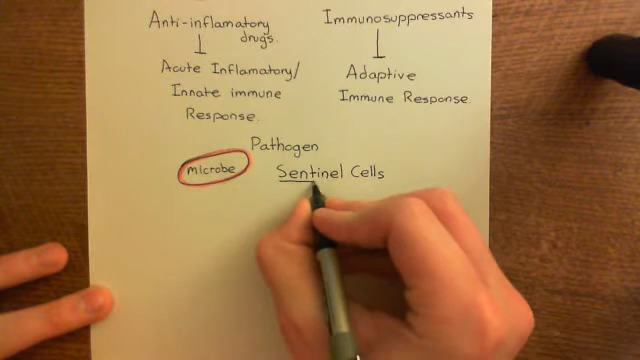 Anti-inflamatory
drugs.
Acute Inflamatory/
Innate immune
Response.
Immunosuppressants
Adaptive
Immune Response.
Pathogen
microbe
Sentinel Cells